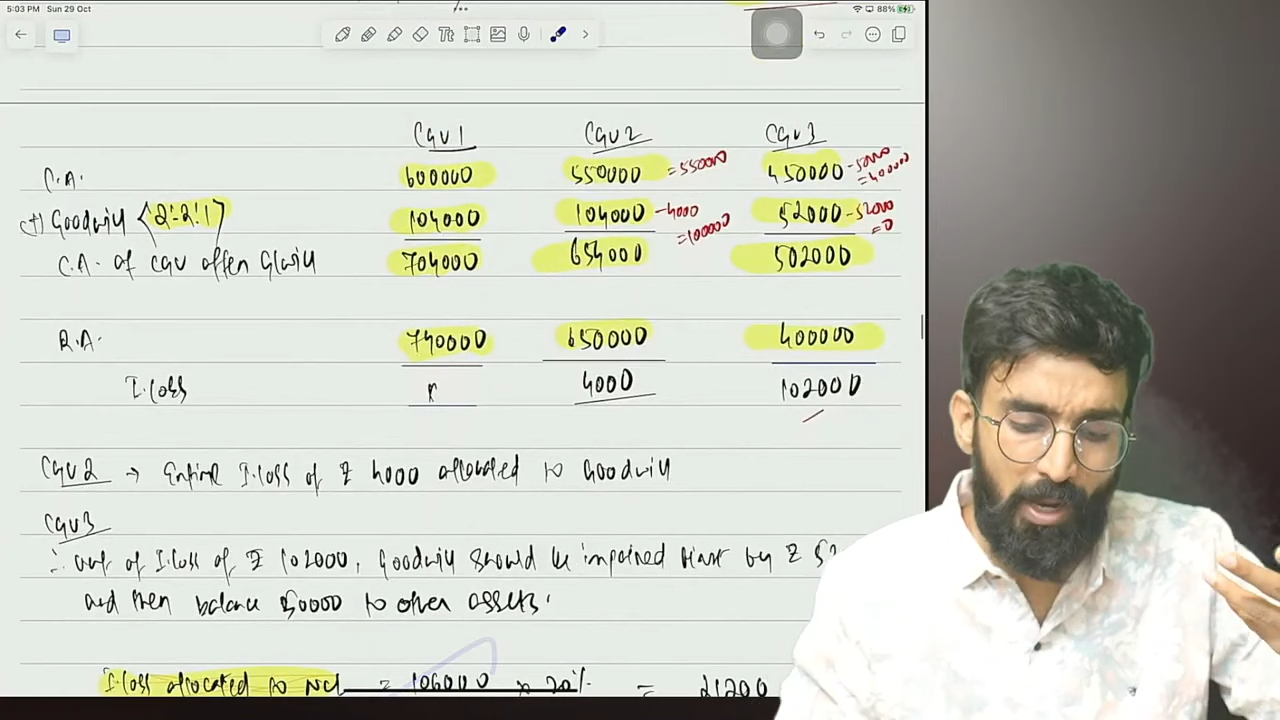 5:03 PM Sun 29 Oct 88%
CGU1 CGU2 CGU3
C.A. 600000 550000 = 550000 450000 - 50000 = 400000
(+) Goodwill <2:2:1> 104000 104000 - 4000 = 100000 52000 - 52000 = 0
C.A. of CGU after G/will 704000 654000 502000
R.A. 740000 650000 400000
I.loss 4000 102000
CGU2 → Entire I.loss of ₹ 4000 allocated to Goodwill
CGU3
∴ out of I.loss of ₹ 102000, Goodwill should be impaired first by ₹
and then balance 50000 to other assets.
I.loss allocated to NCI = 106000 x 20% = 21200